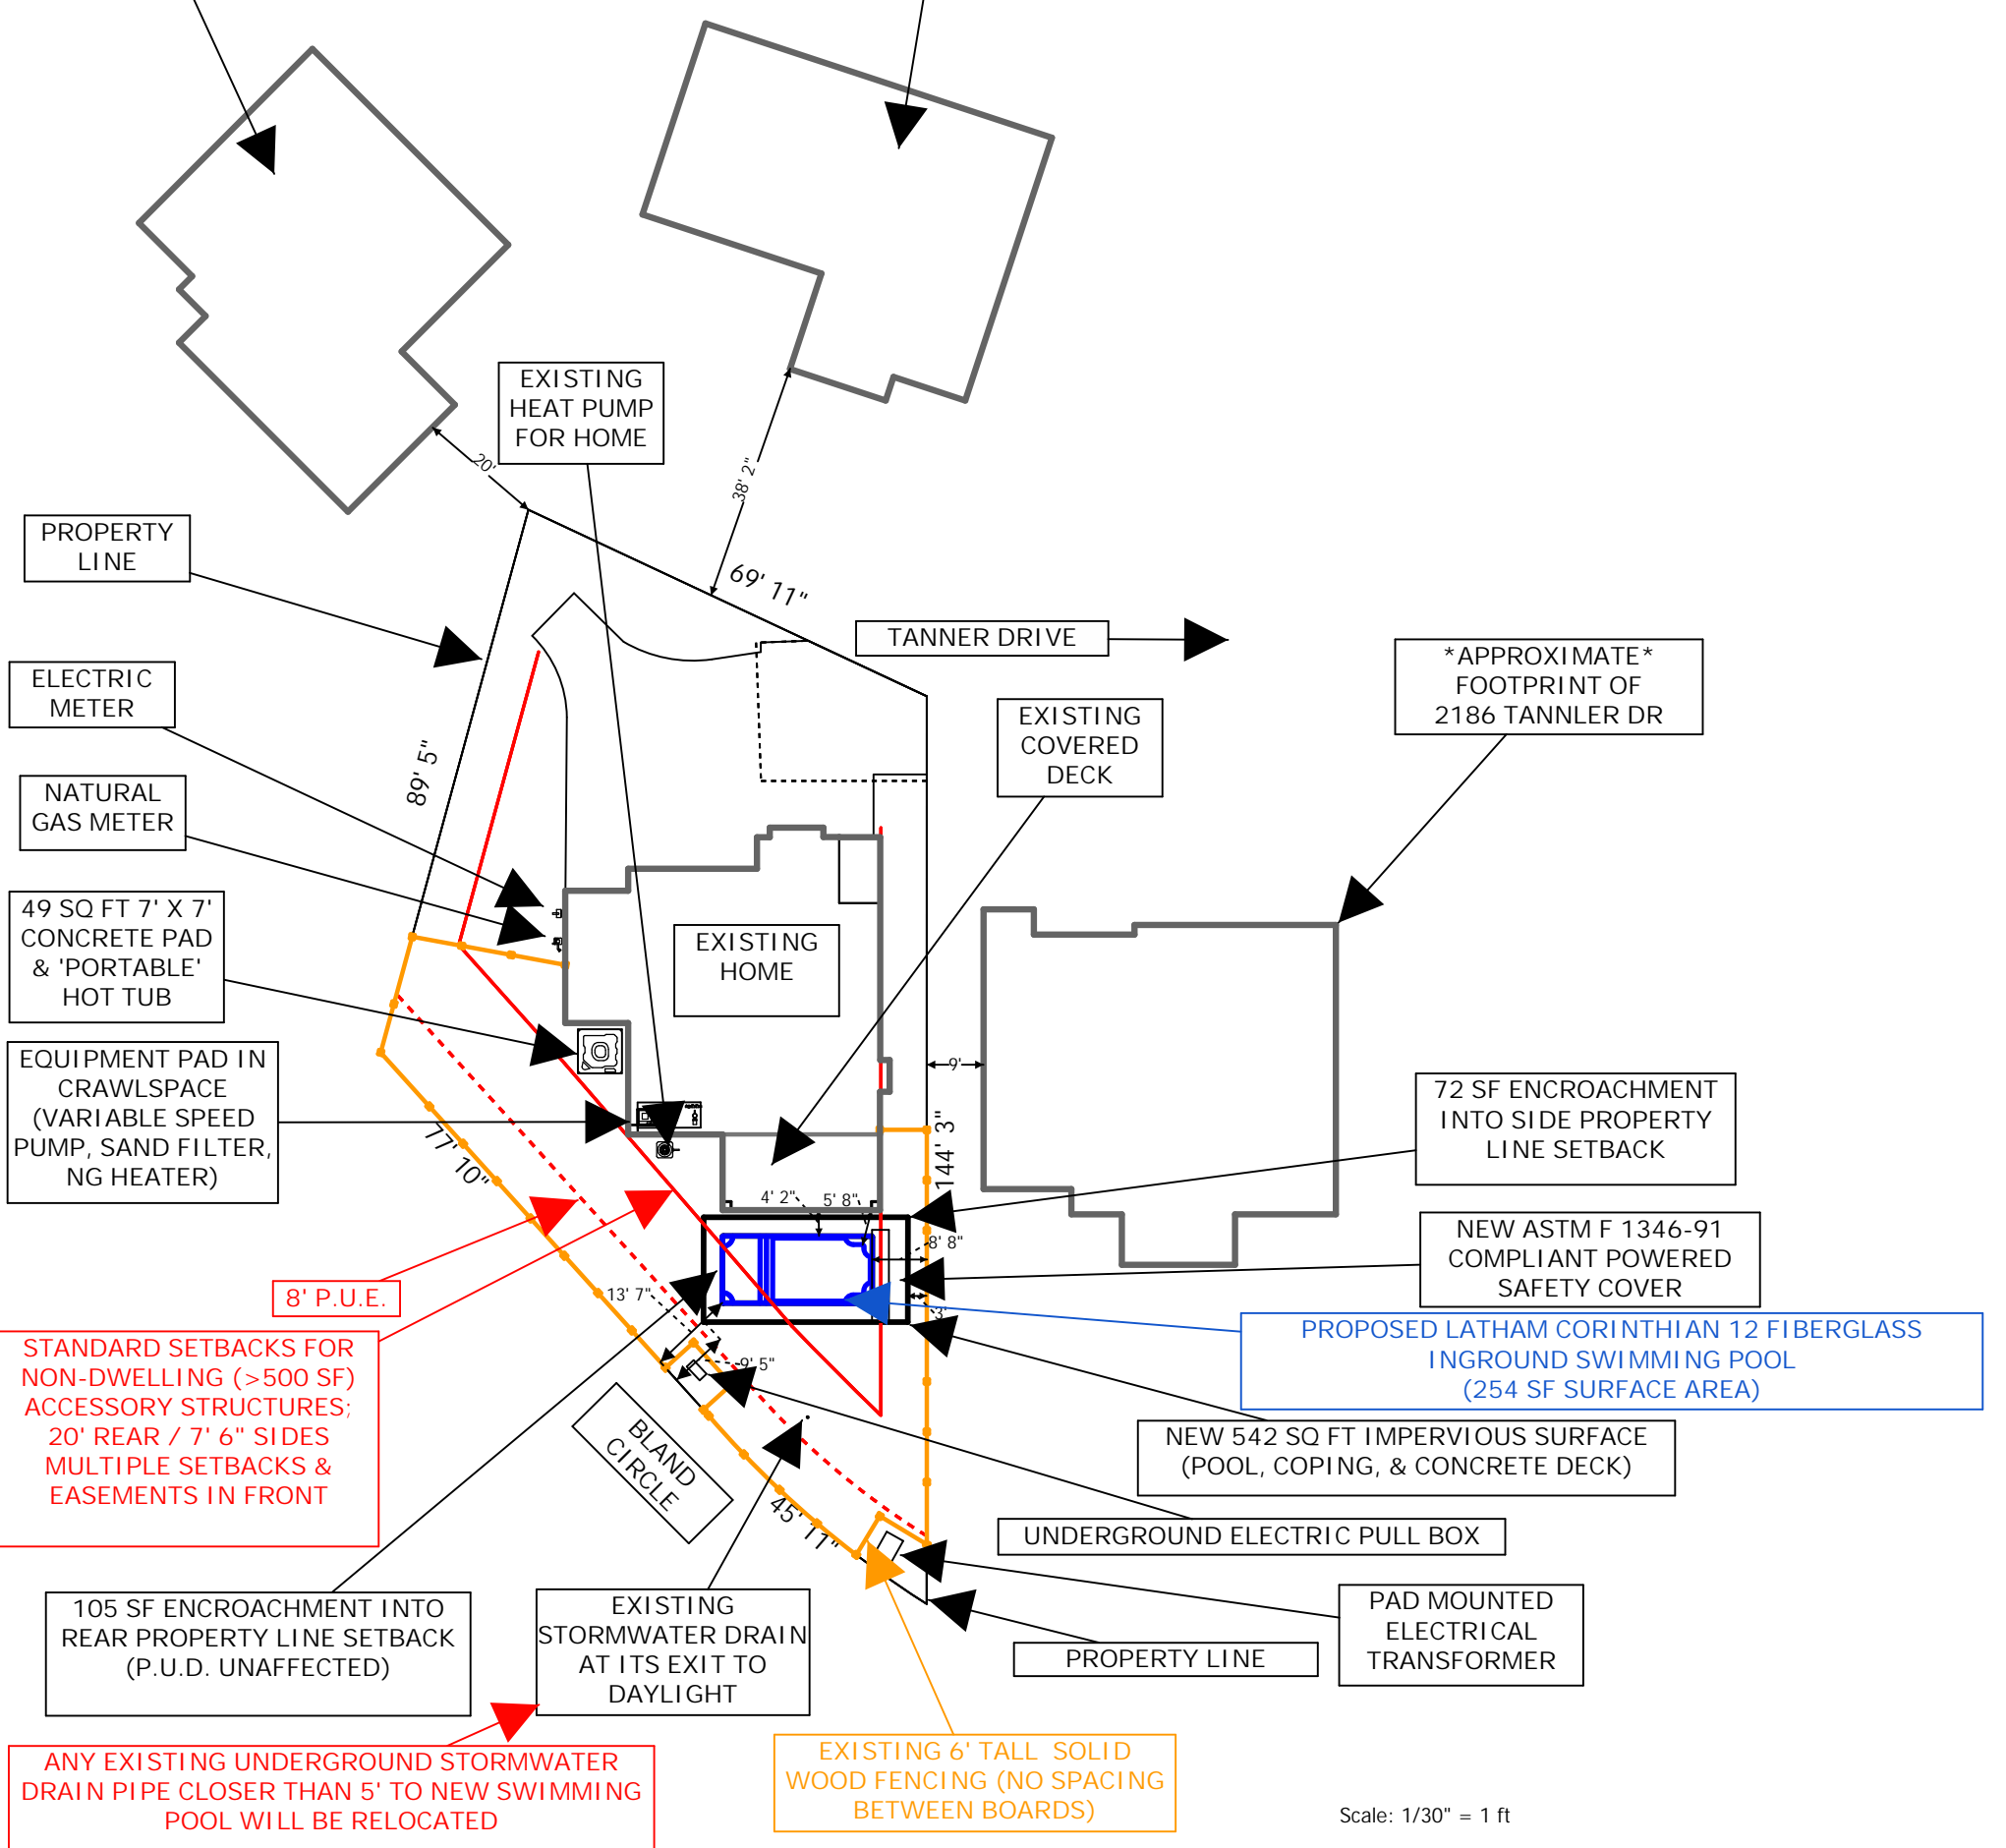 EXISTING
HEAT PUMP
FOR HOME
20'
38' 2"
PROPERTY
LINE
69' 11"
TANNER DRIVE
*APPROXIMATE*
FOOTPRINT OF
2186 TANNLER DR
ELECTRIC
METER
EXISTING
COVERED
DECK
89' 5"
NATURAL
GAS METER
49 SQ FT 7' X 7'
CONCRETE PAD
& 'PORTABLE'
HOT TUB
EXISTING
HOME
EQUIPMENT PAD IN
CRAWLSPACE
(VARIABLE SPEED
PUMP, SAND FILTER,
NG HEATER)
9'
72 SF ENCROACHMENT
INTO SIDE PROPERTY
LINE SETBACK
144' 3"
77' 10"
4' 2"
5' 8"
8' 8"
NEW ASTM F 1346-91
COMPLIANT POWERED
SAFETY COVER
8' P.U.E.
13' 7"
3'
PROPOSED LATHAM CORINTHIAN 12 FIBERGLASS
INGROUND SWIMMING POOL
(254 SF SURFACE AREA)
STANDARD SETBACKS FOR
NON-DWELLING (>500 SF)
ACCESSORY STRUCTURES;
20' REAR / 7' 6" SIDES
MULTIPLE SETBACKS &
EASEMENTS IN FRONT
9' 5"
BLAND
CIRCLE
NEW 542 SQ FT IMPERVIOUS SURFACE
(POOL, COPING, & CONCRETE DECK)
45' 11"
UNDERGROUND ELECTRIC PULL BOX
105 SF ENCROACHMENT INTO
REAR PROPERTY LINE SETBACK
(P.U.D. UNAFFECTED)
EXISTING
STORMWATER DRAIN
AT ITS EXIT TO
DAYLIGHT
PROPERTY LINE
PAD MOUNTED
ELECTRICAL
TRANSFORMER
ANY EXISTING UNDERGROUND STORMWATER
DRAIN PIPE CLOSER THAN 5' TO NEW SWIMMING
POOL WILL BE RELOCATED
EXISTING 6' TALL SOLID
WOOD FENCING (NO SPACING
BETWEEN BOARDS)
Scale: 1/30" = 1 ft